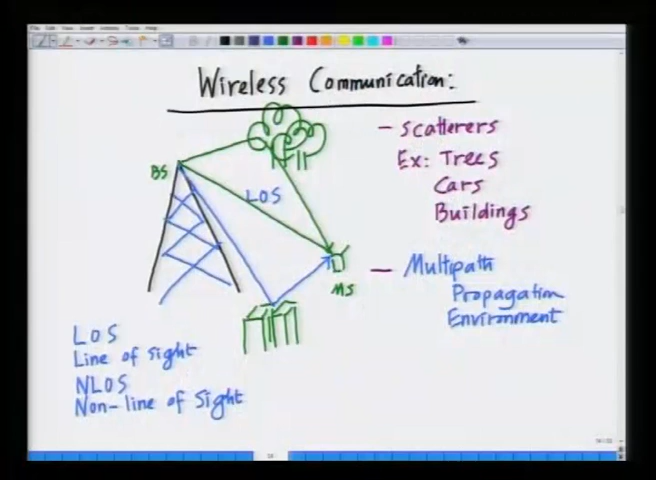 Wireless Communication:
BS
LOS
MS
- Scatterers
Ex: Trees
Cars
Buildings
- Multipath
Propagation
Environment
LOS
Line of sight
NLOS
Non-line of sight